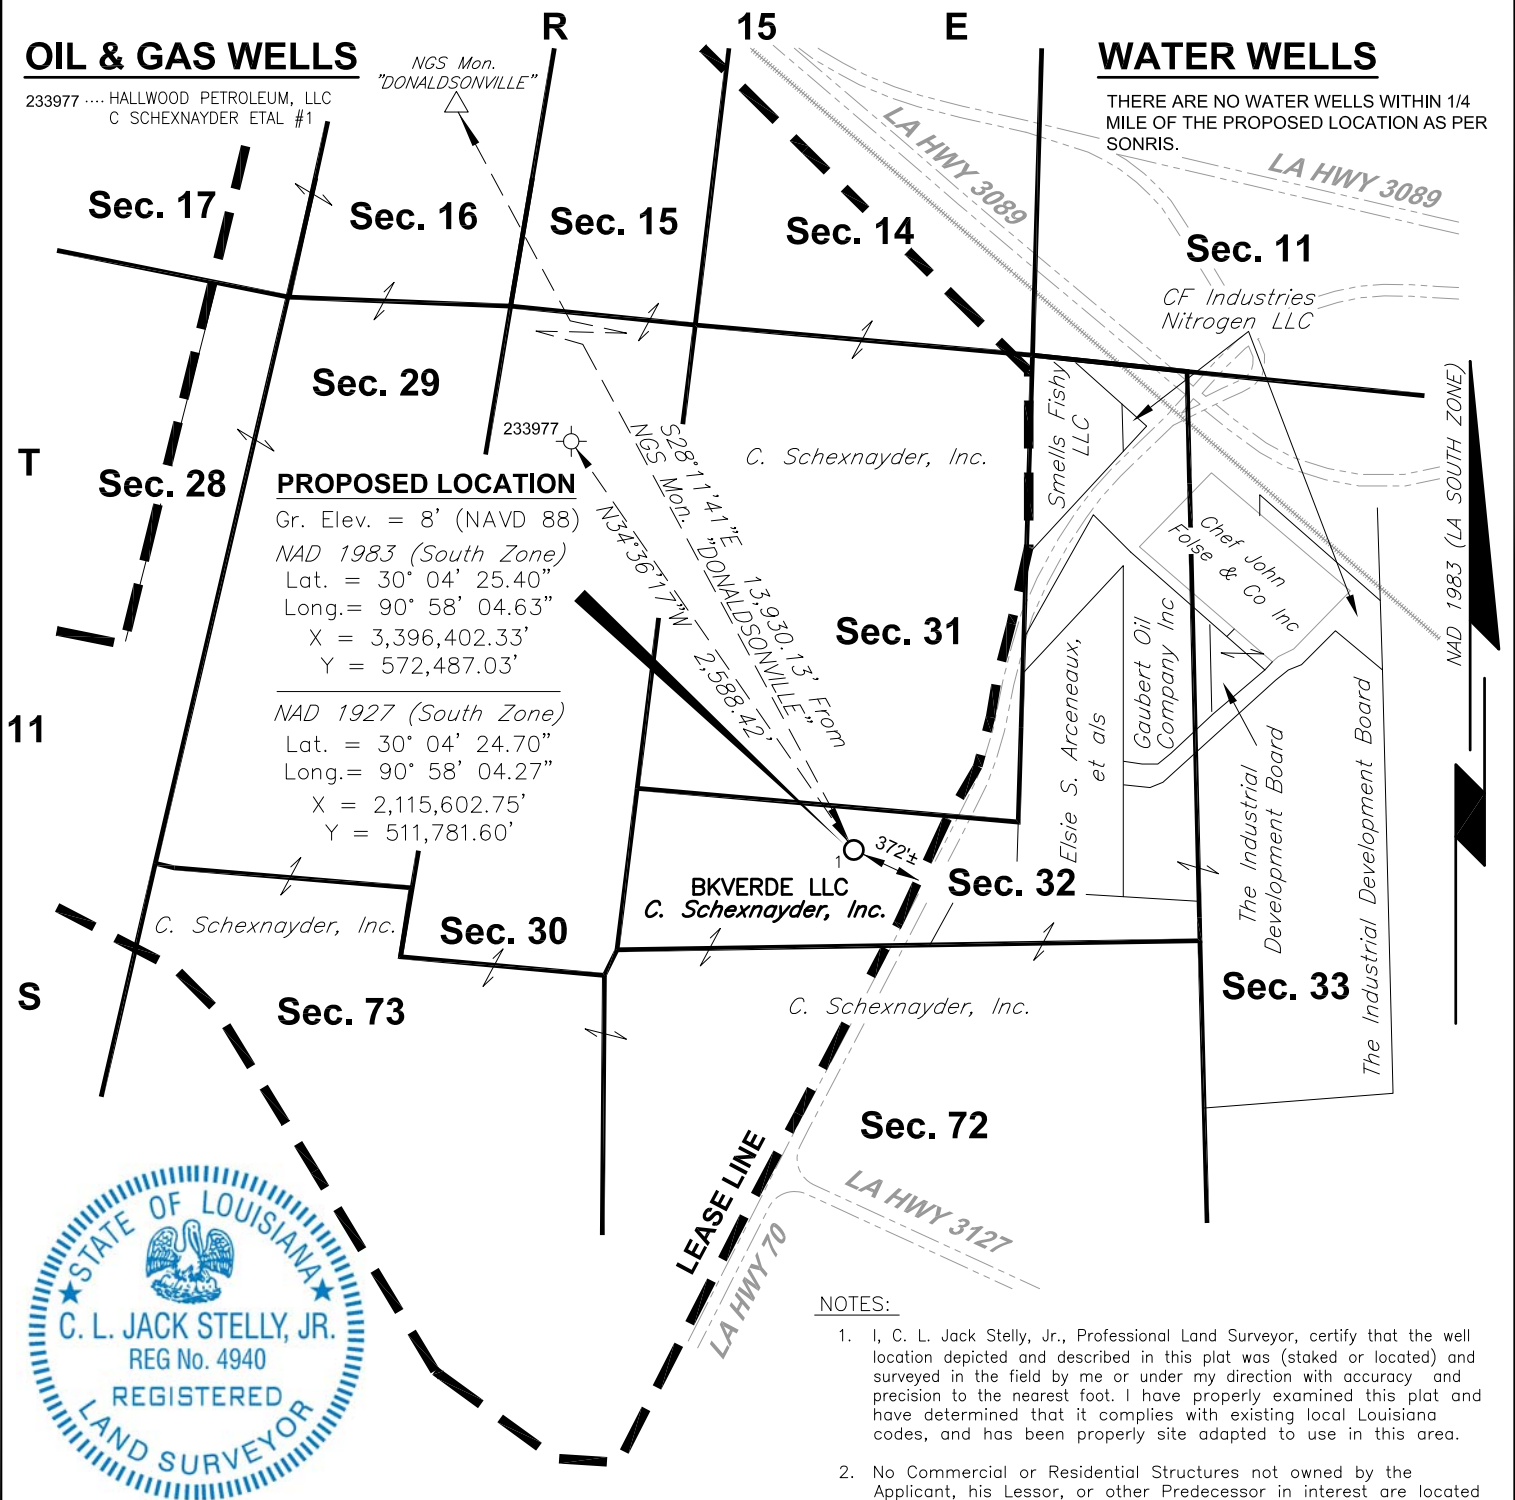 R 15 E
OIL & GAS WELLS
233977 .... HALLWOOD PETROLEUM, LLC
C SCHEXNAYDER ETAL #1
NGS Mon.
"DONALDSONVILLE"
WATER WELLS
THERE ARE NO WATER WELLS WITHIN 1/4
MILE OF THE PROPOSED LOCATION AS PER
SONRIS.
LA HWY 3089
LA HWY 3089
Sec. 17
Sec. 16
Sec. 15
Sec. 14
Sec. 11
CF Industries
Nitrogen LLC
Sec. 29
Smells Fishy
LLC
NAD 1983 (LA SOUTH ZONE)
233977
T
Sec. 28
C. Schexnayder, Inc.
PROPOSED LOCATION
Gr. Elev. = 8' (NAVD 88)
NAD 1983 (South Zone)
Lat. = 30° 04' 25.40"
Long.= 90° 58' 04.63"
X = 3,396,402.33'
Y = 572,487.03'
NAD 1927 (South Zone)
Lat. = 30° 04' 24.70"
Long.= 90° 58' 04.27"
X = 2,115,602.75'
Y = 511,781.60'
S28°11'41"E 13,930.13' From
NGS Mon. "DONALDSONVILLE"
N34°36'17"W 2,588.42'
Chef John
Folse & Co Inc
Sec. 31
Elsie S. Arceneaux,
et als
Gaubert Oil
Company Inc
The Industrial
Development Board
The Industrial Development Board
11
1
372'±
BKVERDE LLC
C. Schexnayder, Inc.
Sec. 32
C. Schexnayder, Inc.
Sec. 30
S
Sec. 73
C. Schexnayder, Inc.
Sec. 33
Sec. 72
LEASE LINE
LA HWY 70
LA HWY 3127
STATE OF LOUISIANA
C. L. JACK STELLY, JR.
REG No. 4940
REGISTERED
LAND SURVEYOR
NOTES:
1. I, C. L. Jack Stelly, Jr., Professional Land Surveyor, certify that the well
location depicted and described in this plat was (staked or located) and
surveyed in the field by me or under my direction with accuracy and
precision to the nearest foot. I have properly examined this plat and
have determined that it complies with existing local Louisiana
codes, and has been properly site adapted to use in this area.
2. No Commercial or Residential Structures not owned by the
Applicant, his Lessor, or other Predecessor in interest are located